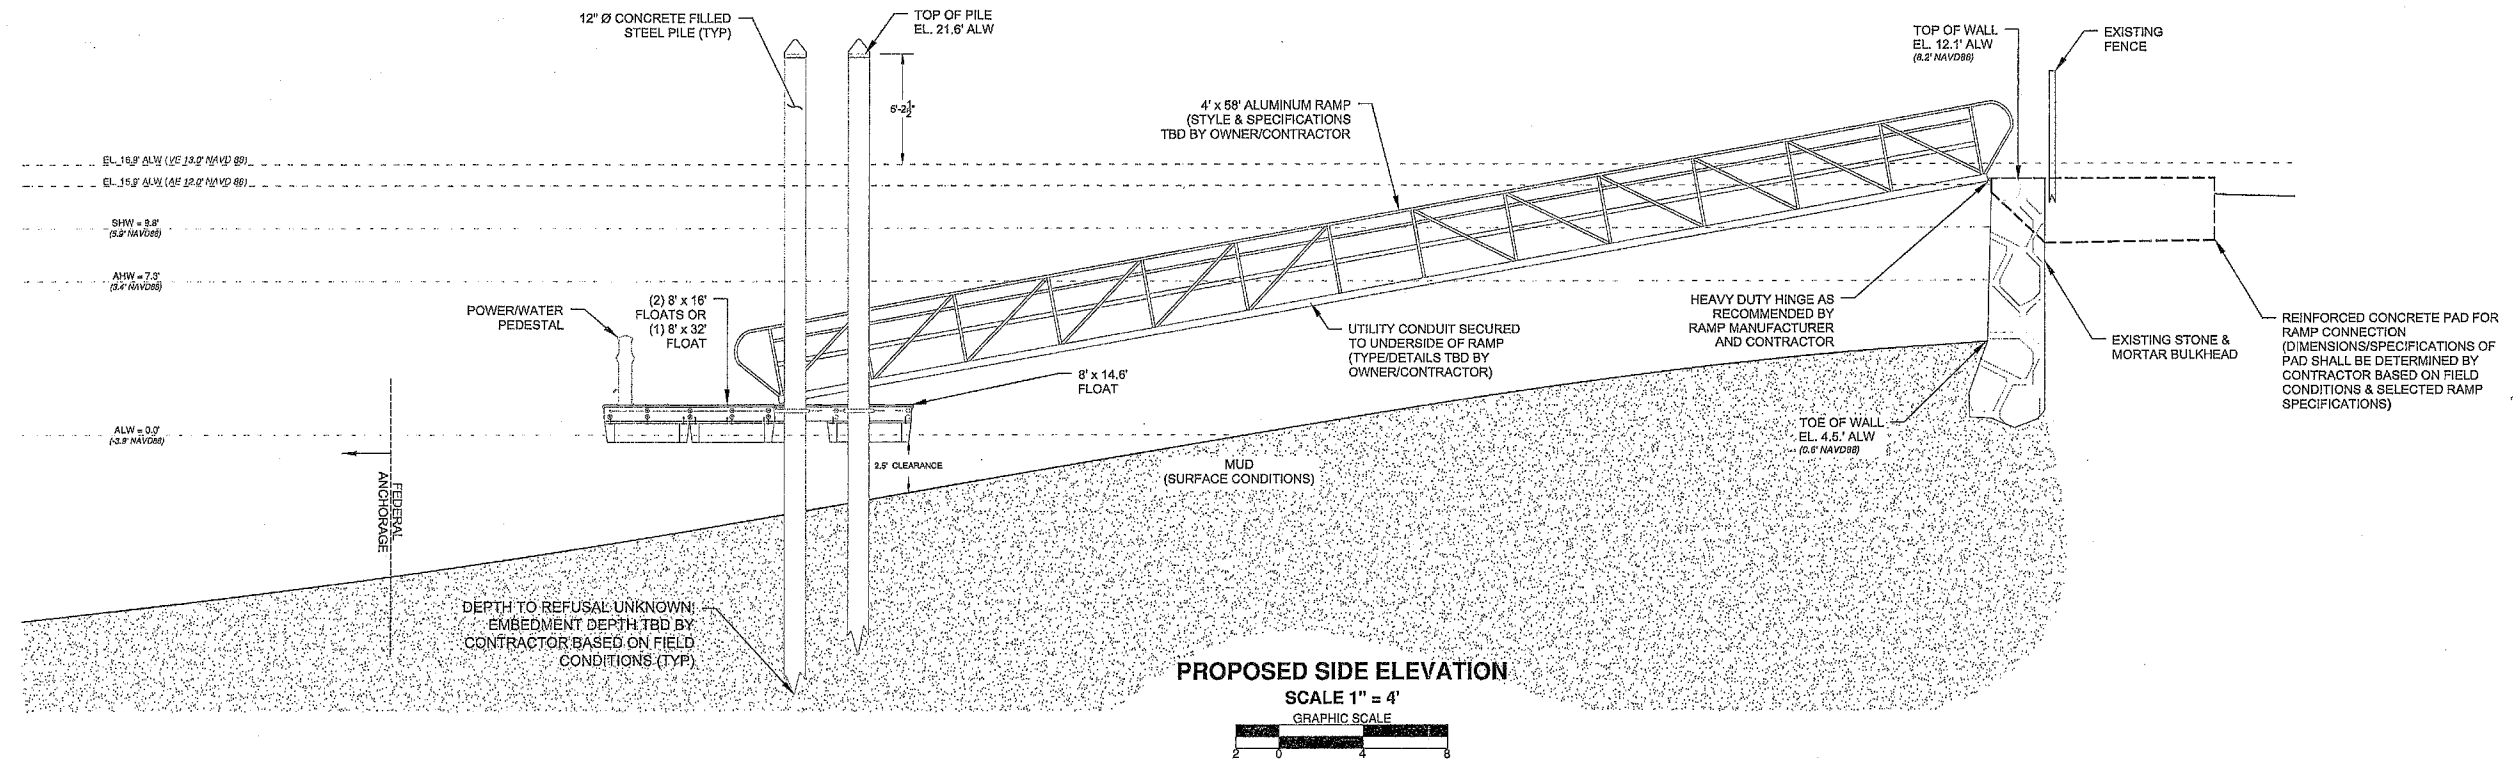 12" Ø CONCRETE FILLED
STEEL PILE (TYP)
TOP OF PILE
EL. 21.6' ALW
TOP OF WALL
EL. 12.1' ALW
(8.2' NAVD88)
EXISTING
FENCE
4' x 58' ALUMINUM RAMP
(STYLE & SPECIFICATIONS
TBD BY OWNER/CONTRACTOR
EL. 16.9' ALW (VE 13.0' NAVD 88)
EL. 15.9' ALW (AE 12.0' NAVD 88)
SHW = 9.8'
(5.9' NAVD88)
AHW = 7.3'
(3.4' NAVD88)
POWER/WATER
PEDESTAL
(2) 8' x 16'
FLOATS OR
(1) 8' x 32'
FLOAT
UTILITY CONDUIT SECURED
TO UNDERSIDE OF RAMP
(TYPE/DETAILS TBD BY
OWNER/CONTRACTOR)
HEAVY DUTY HINGE AS
RECOMMENDED BY
RAMP MANUFACTURER
AND CONTRACTOR
EXISTING STONE &
MORTAR BULKHEAD
REINFORCED CONCRETE PAD FOR
RAMP CONNECTION
(DIMENSIONS/SPECIFICATIONS OF
PAD SHALL BE DETERMINED BY
CONTRACTOR BASED ON FIELD
CONDITIONS & SELECTED RAMP
SPECIFICATIONS)
8' x 14.6'
FLOAT
ALW = 0.0'
(-3.9' NAVD88)
TOE OF WALL
EL. 4.5.' ALW
(0.6' NAVD88)
2.5' CLEARANCE
MUD
(SURFACE CONDITIONS)
FEDERAL
ANCHORAGE
DEPTH TO REFUSAL UNKNOWN;
EMBEDMENT DEPTH TBD BY
CONTRACTOR BASED ON FIELD
CONDITIONS (TYP)
PROPOSED SIDE ELEVATION
SCALE 1" = 4'
GRAPHIC SCALE
2 0 4 8